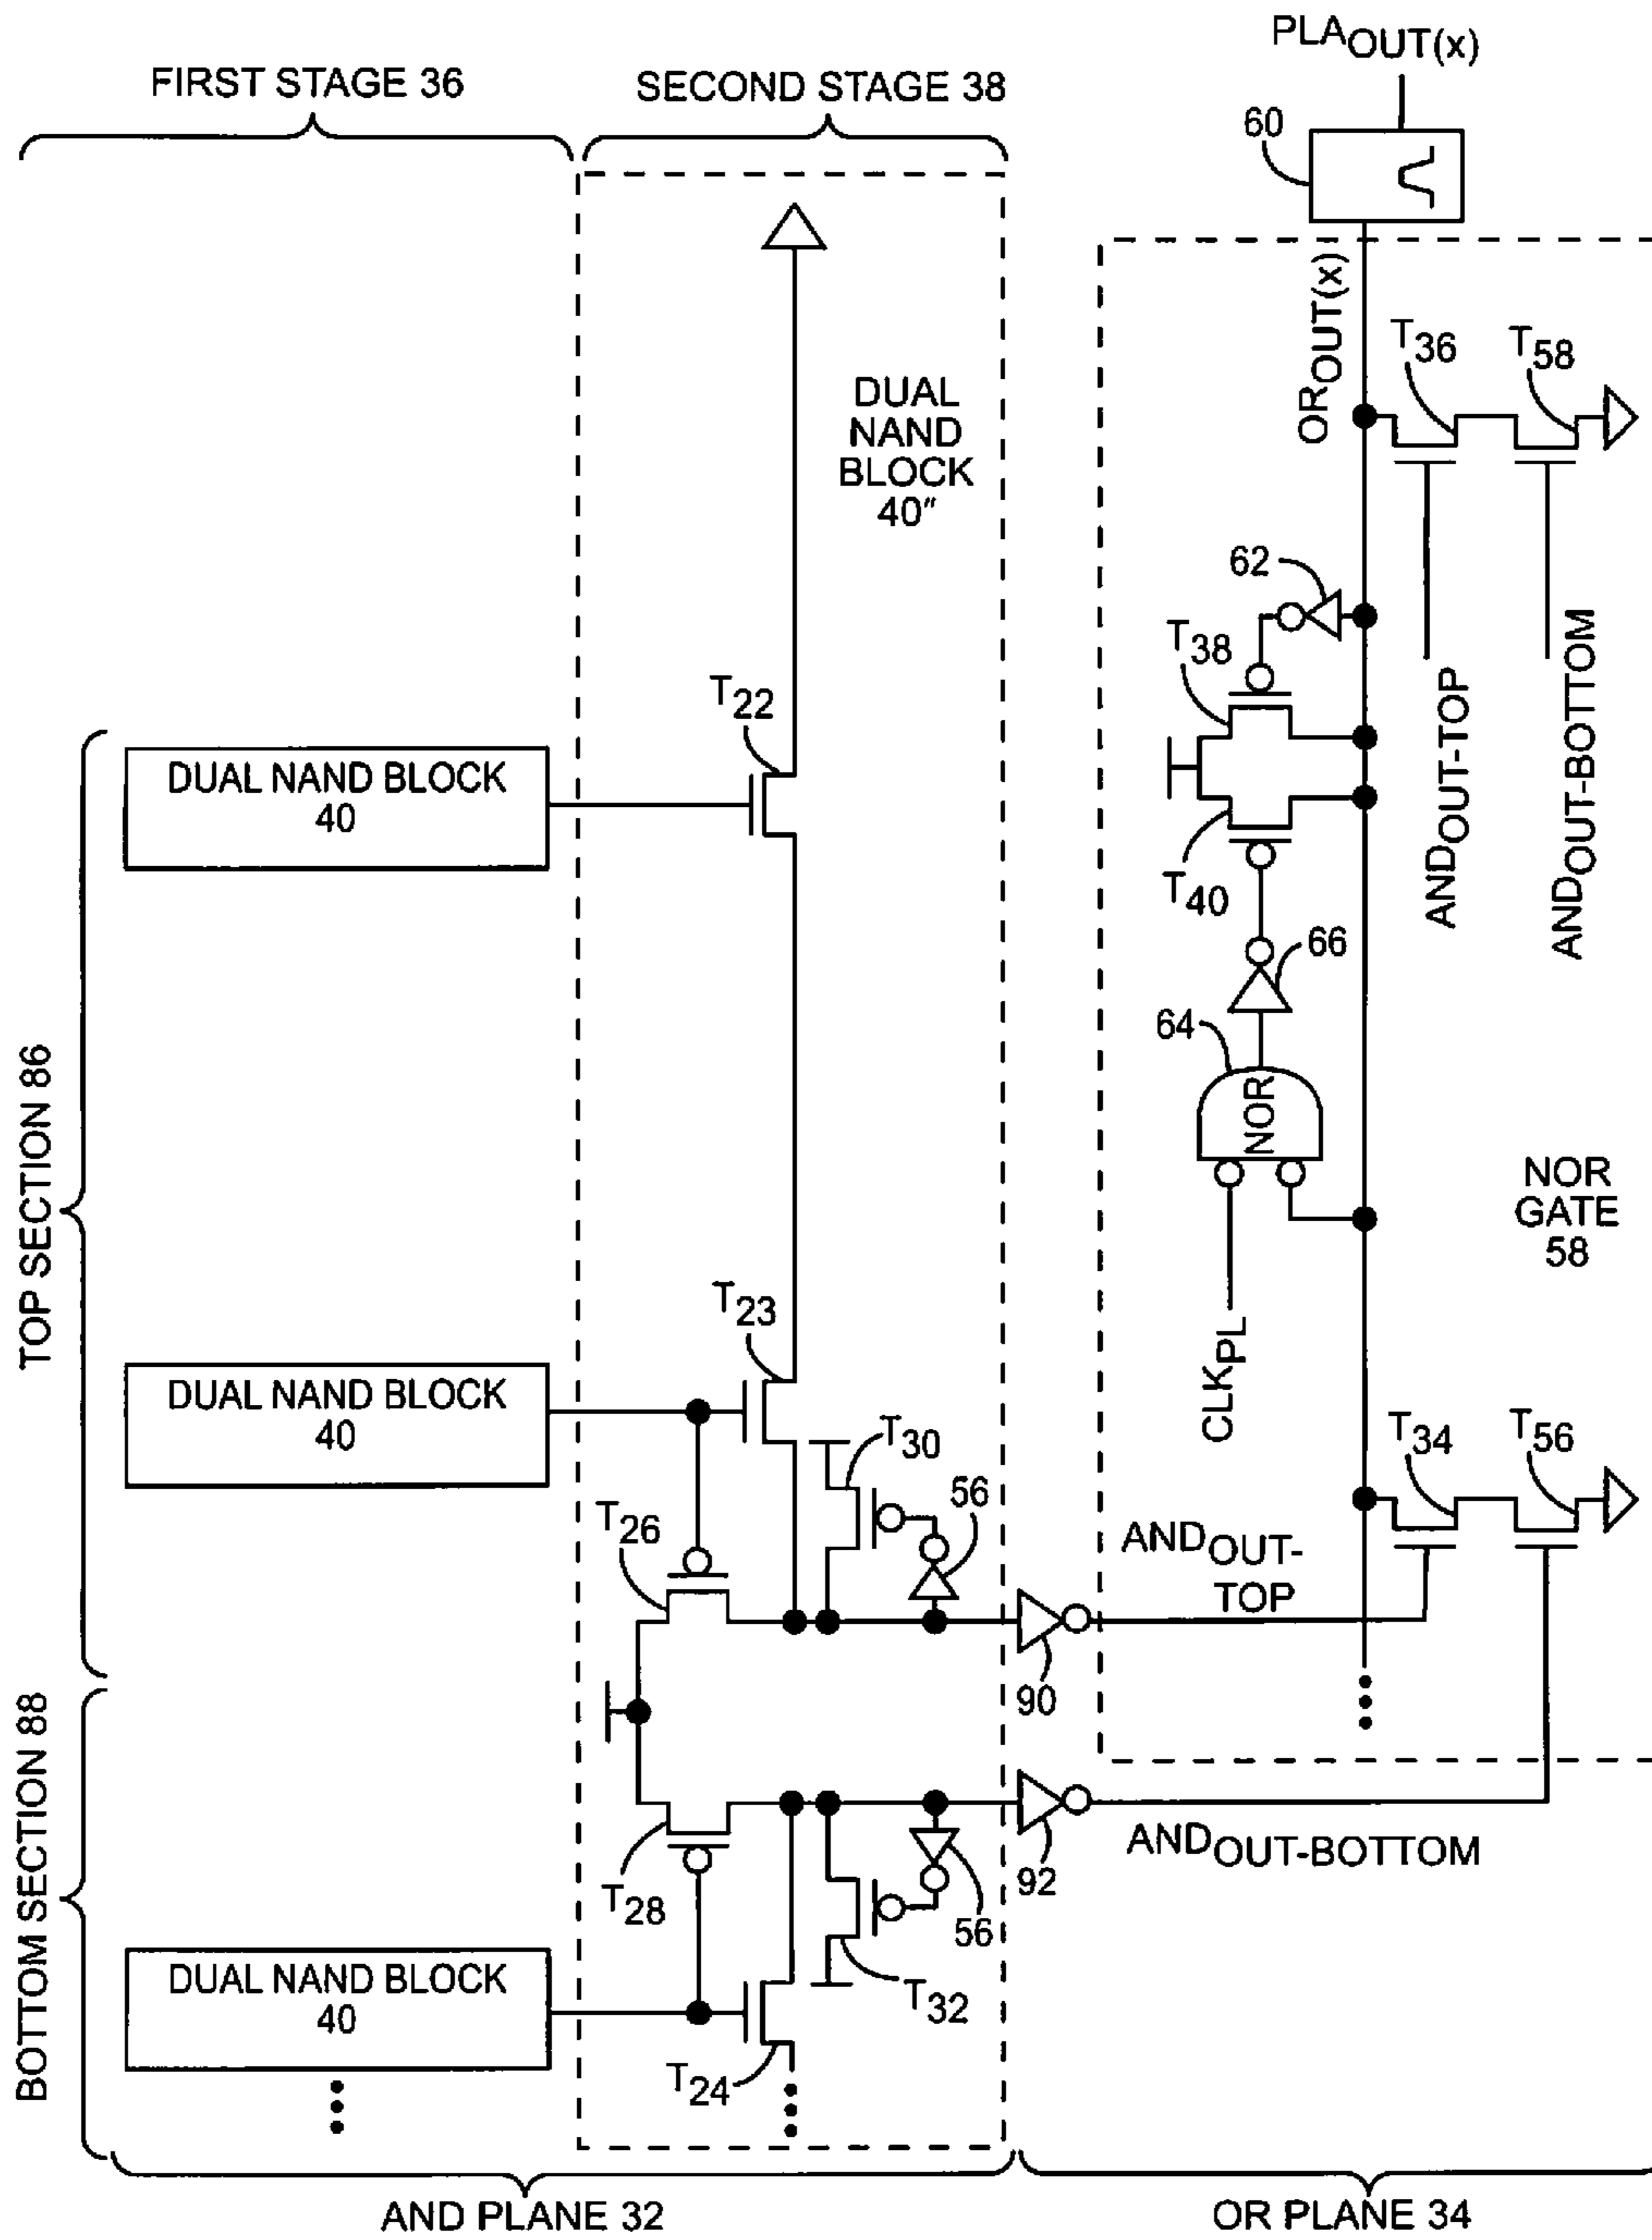 PLAOUT(x)
FIRST STAGE 36
SECOND STAGE 38
60
OROUT(x)
T36
T58
DUAL
NAND
BLOCK
40"
62
T38
T22
ANDOUT-TOP
ANDOUT-BOTTOM
DUAL NAND BLOCK
40
T40
66
64
NOR
TOP SECTION 86
NOR
GATE
58
T23
CLKPL
DUAL NAND BLOCK
40
T30
T34
T56
56
T26
ANDOUT-
TOP
90
BOTTOM SECTION 88
ANDOUT-BOTTOM
92
T28
56
DUAL NAND BLOCK
40
T32
T24
AND PLANE 32
OR PLANE 34